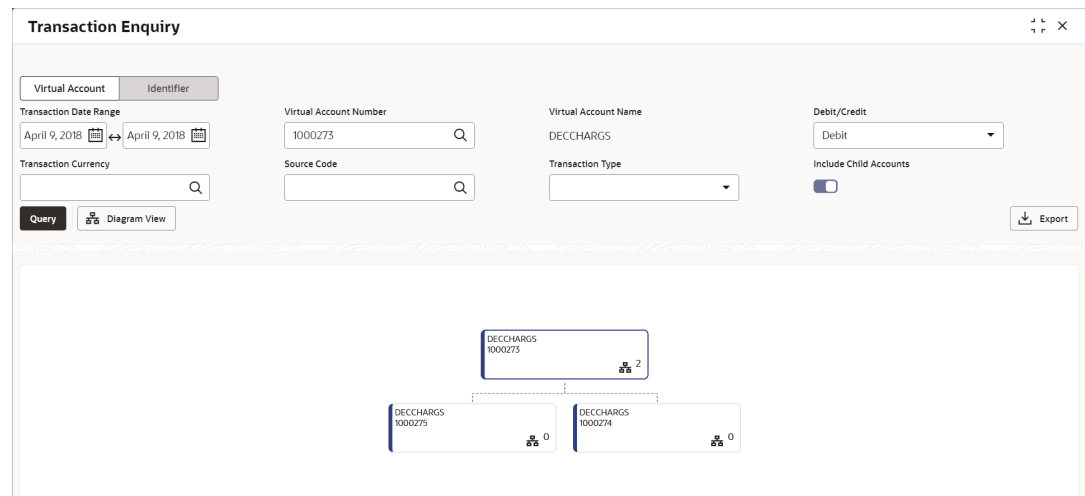 Transaction Enquiry
Virtual Account Identifier
Transaction Date Range Virtual Account Number Virtual Account Name Debit/Credit
April 9, 2018 April 9, 2018 1000273 DECCHARGS Debit
Transaction Currency Source Code Transaction Type Include Child Accounts
Query Diagram View Export
DECCHARGS
1000273
2
DECCHARGS
1000275
0
DECCHARGS
1000274
0